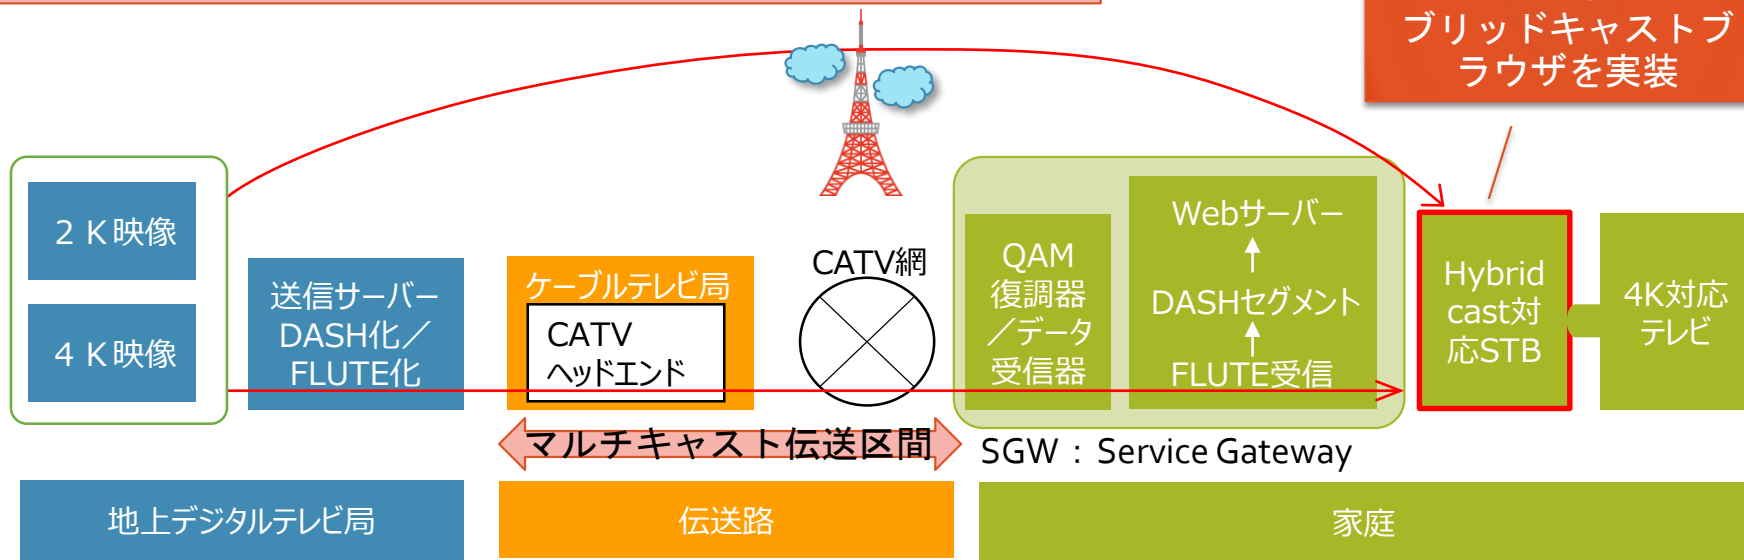 ブリッドキャストブ
ラウザを実装
２Ｋ映像
４Ｋ映像
送信サーバー
DASH化／
FLUTE化
ケーブルテレビ局
CATV
ヘッドエンド
CATV網
QAM
復調器
／データ
受信器
Webサーバー
DASHセグメント
FLUTE受信
Hybrid
cast対
応STB
4K対応
テレビ
マルチキャスト伝送区間
SGW：Service Gateway
地上デジタルテレビ局
伝送路
家庭